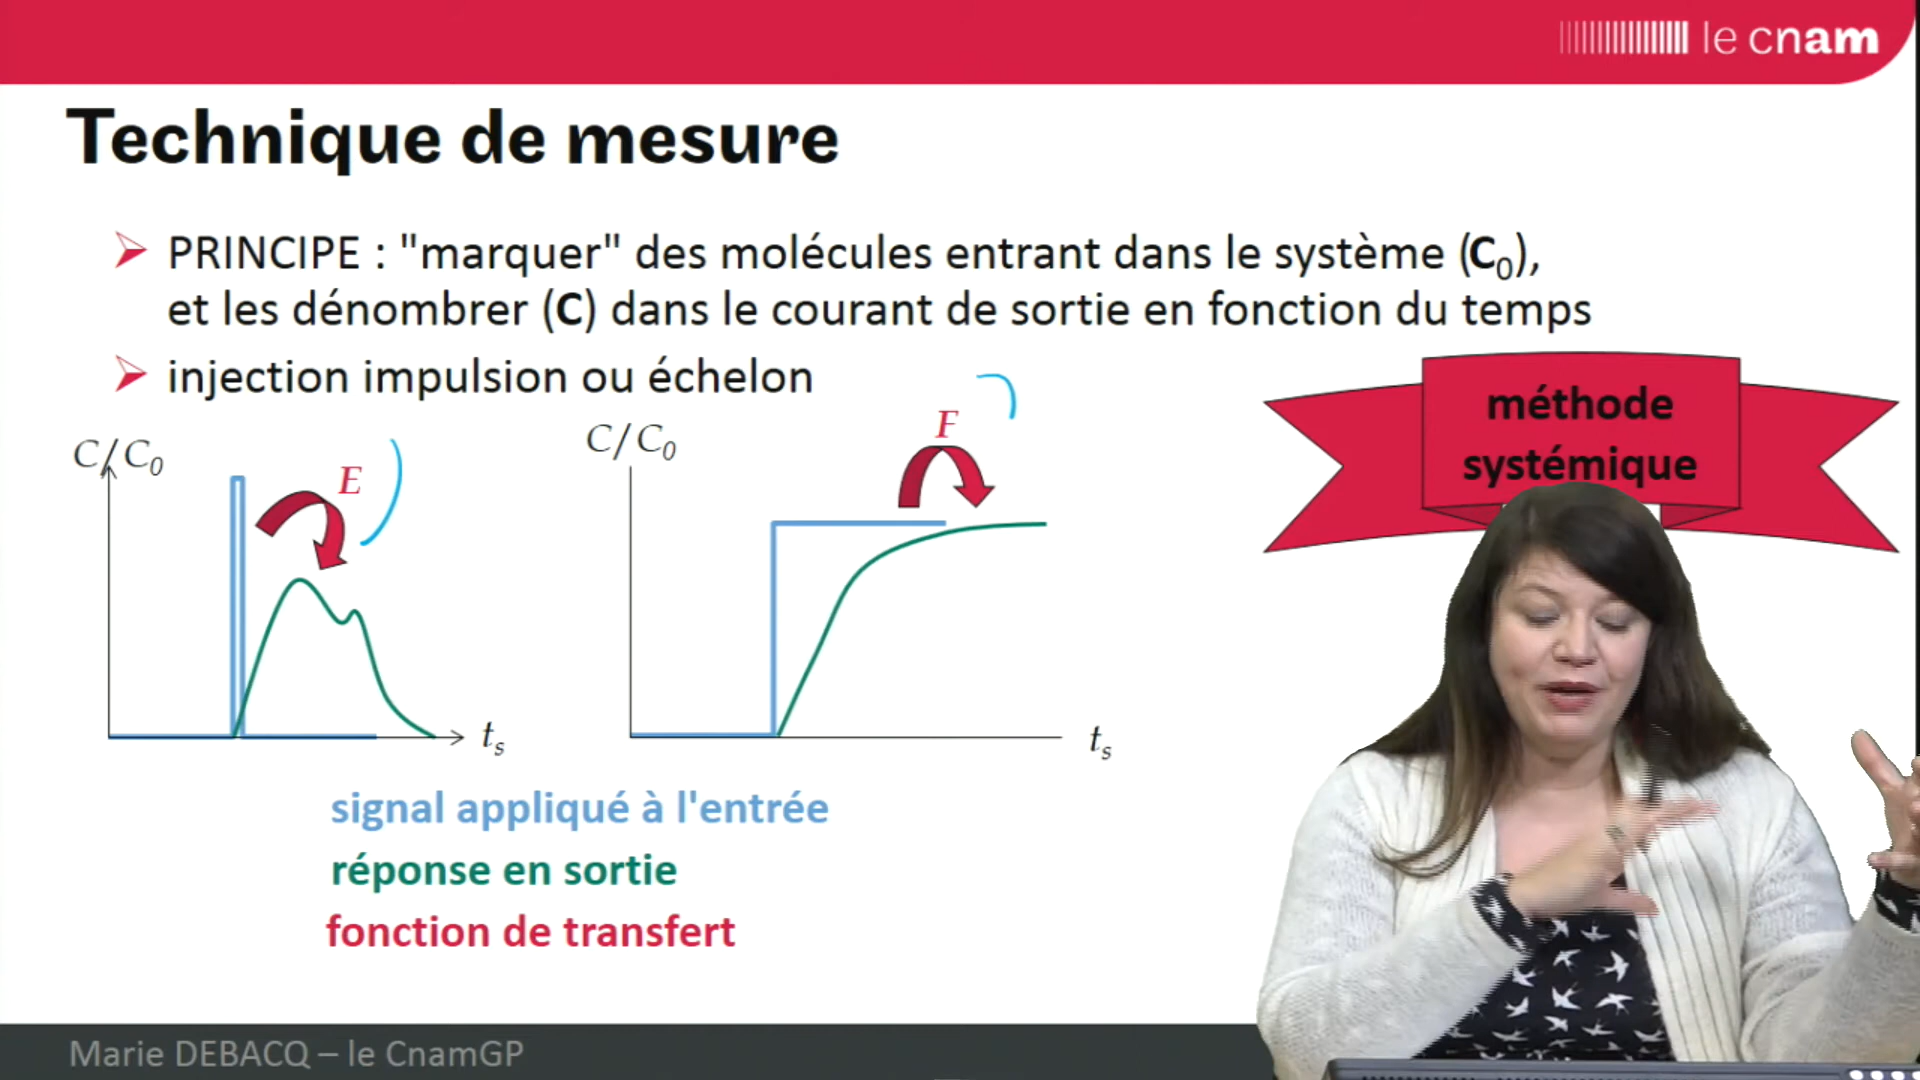 le cnam
Technique de mesure
PRINCIPE : "marquer" des molécules entrant dans le système (C₀),
et les dénombrer (C) dans le courant de sortie en fonction du temps
injection impulsion ou échelon
méthode
systémique
C/C₀
E
tₛ
C/C₀
F
tₛ
signal appliqué à l'entrée
réponse en sortie
fonction de transfert
Marie DEBACQ – le CnamGP